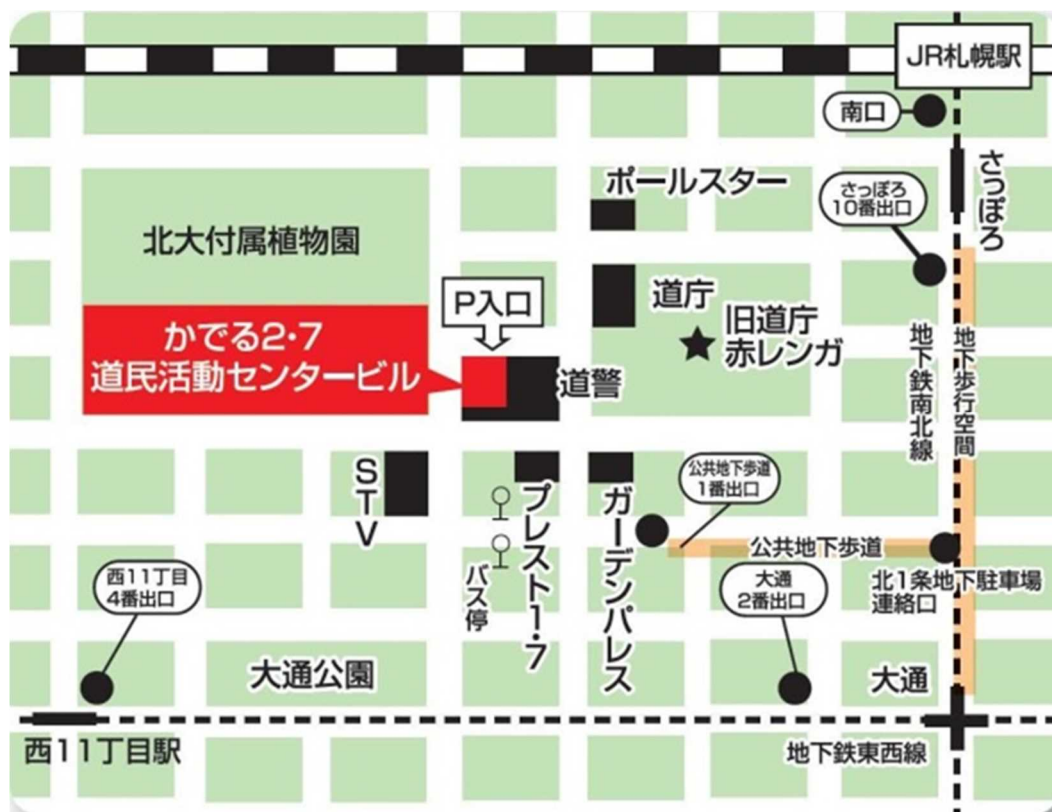 JR札幌駅
南口
さっぽろ
ポールスター
さっぽろ
10番出口
北大付属植物園
P入口
道庁
旧道庁
赤レンガ
かでる2・7
道民活動センタービル
道警
地下鉄南北線
地下歩行空間
STV
プレスト1・7
ガーデンパレス
公共地下歩道
1番出口
公共地下歩道
バス停
西11丁目
4番出口
大通
2番出口
北1条地下駐車場
連絡口
大通公園
大通
西11丁目駅
地下鉄東西線